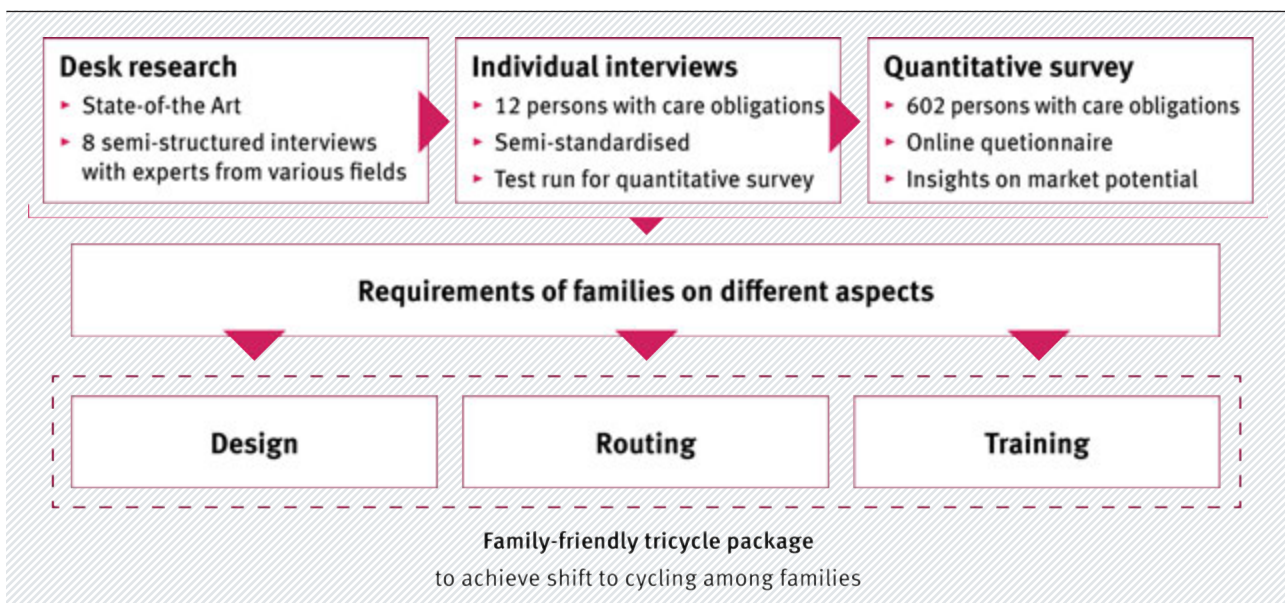 Desk research
► State-of-the Art
► 8 semi-structured interviews
with experts from various fields
Individual interviews
► 12 persons with care obligations
► Semi-standardised
► Test run for quantitative survey
Quantitative survey
► 602 persons with care obligations
► Online quetionnaire
► Insights on market potential
Requirements of families on different aspects
Design
Routing
Training
Family-friendly tricycle package
to achieve shift to cycling among families